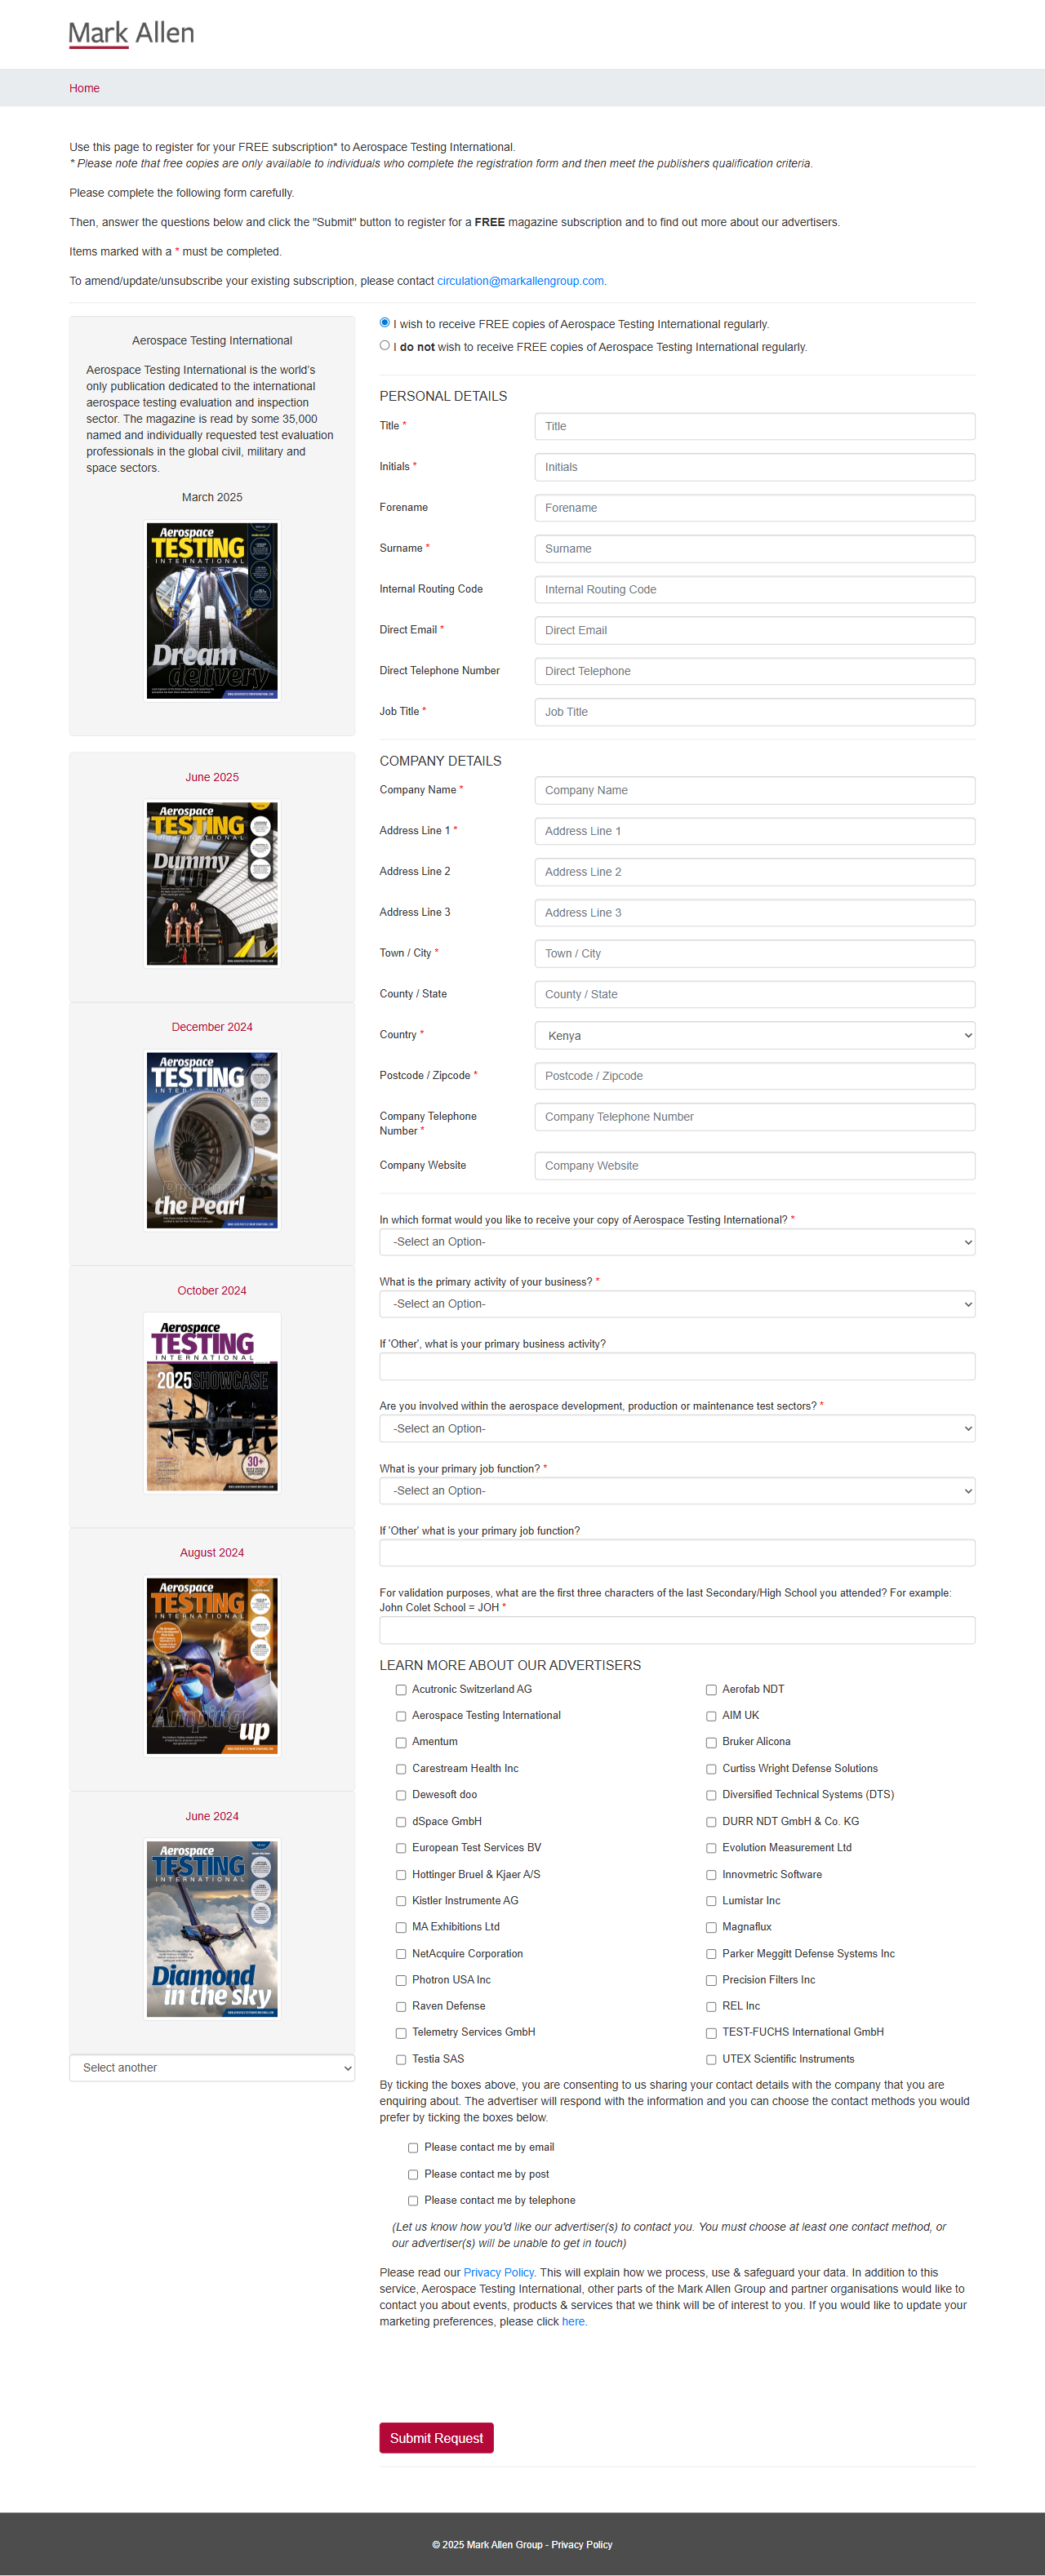 Mark Allen
Home
Use this page to register for your FREE subscription* to Aerospace Testing International.
* Please note that free copies are only available to individuals who complete the registration form and then meet the publishers qualification criteria.
Please complete the following form carefully.
Then, answer the questions below and click the "Submit" button to register for a FREE magazine subscription and to find out more about our advertisers.
Items marked with a * must be completed.
To amend/update/unsubscribe your existing subscription, please contact circulation@markallengroup.com.
Aerospace Testing International
Aerospace Testing International is the world's
only publication dedicated to the international
aerospace testing evaluation and inspection
sector. The magazine is read by some 35,000
named and individually requested test evaluation
professionals in the global civil, military and
space sectors.
March 2025
Aerospace
TESTING
INTERNATIONAL
Dream
delivery
June 2025
Aerospace
TESTING
INTERNATIONAL
Dummy
December 2024
Aerospace
TESTING
INTERNATIONAL
the Pearl
October 2024
Aerospace
TESTING
INTERNATIONAL
2025 SHOWCASE
30+
August 2024
Aerospace
TESTING
INTERNATIONAL
Amping
up
June 2024
Aerospace
TESTING
INTERNATIONAL
Diamond
in the sky
Select another
I wish to receive FREE copies of Aerospace Testing International regularly.
I do not wish to receive FREE copies of Aerospace Testing International regularly.
PERSONAL DETAILS
Title * Title
Initials * Initials
Forename Forename
Surname * Surname
Internal Routing Code Internal Routing Code
Direct Email * Direct Email
Direct Telephone Number Direct Telephone
Job Title * Job Title
COMPANY DETAILS
Company Name * Company Name
Address Line 1 * Address Line 1
Address Line 2 Address Line 2
Address Line 3 Address Line 3
Town / City * Town / City
County / State County / State
Country * Kenya
Postcode / Zipcode * Postcode / Zipcode
Company Telephone Company Telephone Number
Number *
Company Website Company Website
In which format would you like to receive your copy of Aerospace Testing International? *
-Select an Option-
What is the primary activity of your business? *
-Select an Option-
If 'Other', what is your primary business activity?
Are you involved within the aerospace development, production or maintenance test sectors? *
-Select an Option-
What is your primary job function? *
-Select an Option-
If 'Other' what is your primary job function?
For validation purposes, what are the first three characters of the last Secondary/High School you attended? For example:
John Colet School = JOH *
LEARN MORE ABOUT OUR ADVERTISERS
Acutronic Switzerland AG Aerofab NDT
Aerospace Testing International AIM UK
Amentum Bruker Alicona
Carestream Health Inc Curtiss Wright Defense Solutions
Dewesoft doo Diversified Technical Systems (DTS)
dSpace GmbH DURR NDT GmbH & Co. KG
European Test Services BV Evolution Measurement Ltd
Hottinger Bruel & Kjaer A/S Innovmetric Software
Kistler Instrumente AG Lumistar Inc
MA Exhibitions Ltd Magnaflux
NetAcquire Corporation Parker Meggitt Defense Systems Inc
Photron USA Inc Precision Filters Inc
Raven Defense REL Inc
Telemetry Services GmbH TEST-FUCHS International GmbH
Testia SAS UTEX Scientific Instruments
By ticking the boxes above, you are consenting to us sharing your contact details with the company that you are
enquiring about. The advertiser will respond with the information and you can choose the contact methods you would
prefer by ticking the boxes below.
Please contact me by email
Please contact me by post
Please contact me by telephone
(Let us know how you'd like our advertiser(s) to contact you. You must choose at least one contact method, or
our advertiser(s) will be unable to get in touch)
Please read our Privacy Policy. This will explain how we process, use & safeguard your data. In addition to this
service, Aerospace Testing International, other parts of the Mark Allen Group and partner organisations would like to
contact you about events, products & services that we think will be of interest to you. If you would like to update your
marketing preferences, please click here.
Submit Request
© 2025 Mark Allen Group - Privacy Policy